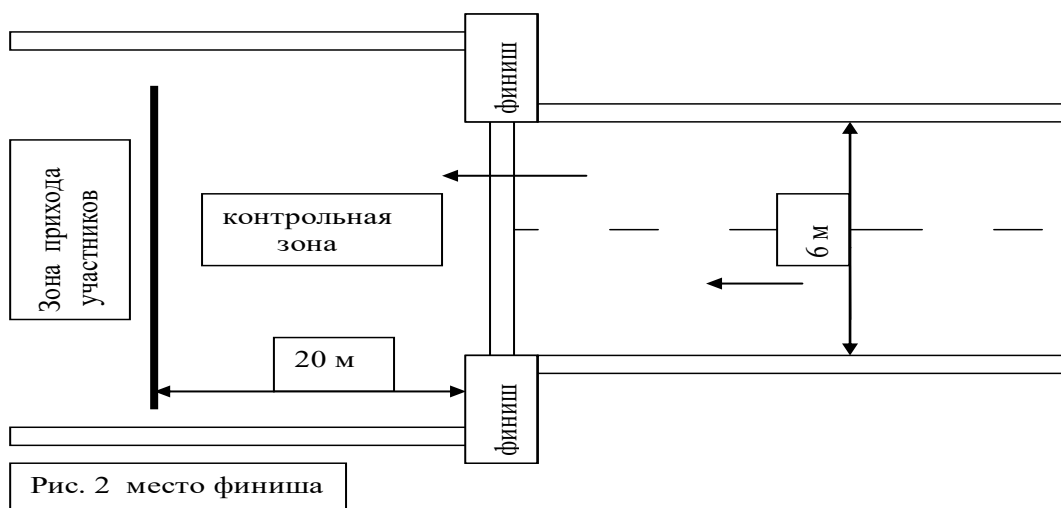 финиш
Зона прихода
участников
контрольная
зона
6 м
20 м
финиш
Рис. 2 место финиша